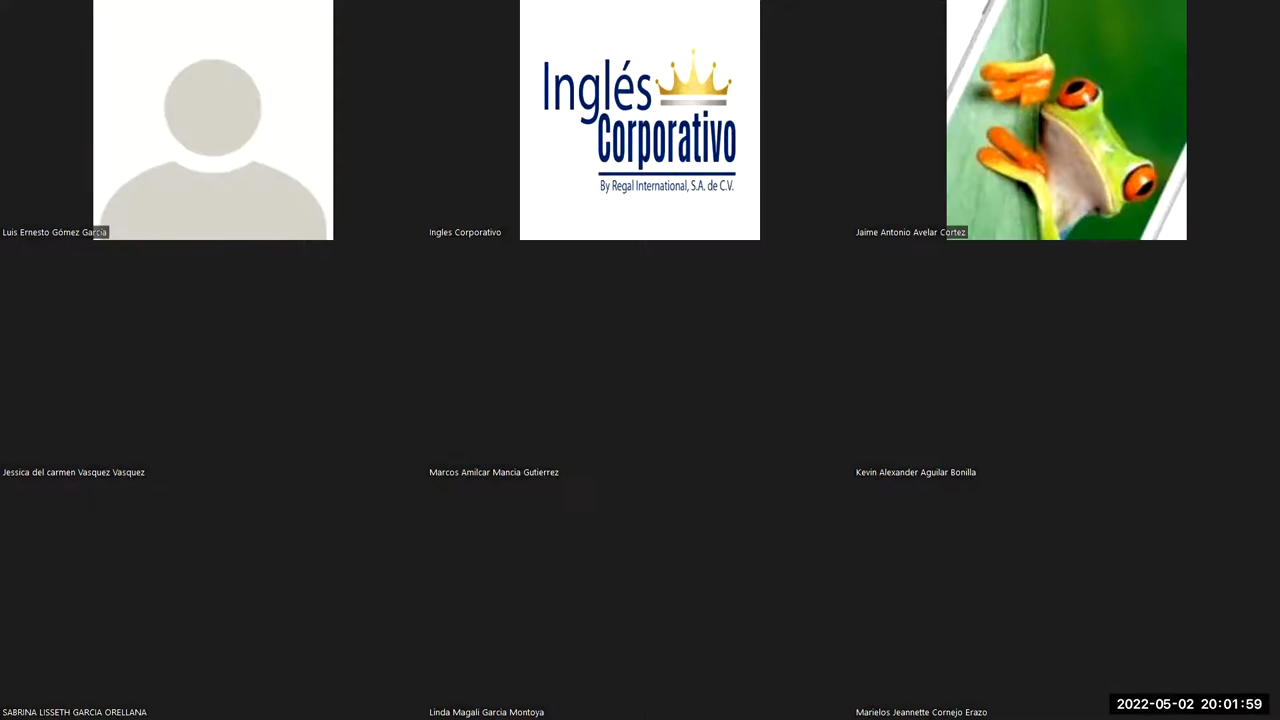 Inglés
Corporativo
By Regal International, S.A. de C.V.
Luis Ernesto Gómez García
Ingles Corporativo
Jaime Antonio Avelar Cortez
Jessica del carmen Vasquez Vasquez
Marcos Amilcar Mancia Gutierrez
Kevin Alexander Aguilar Bonilla
SABRINA LISSETH GARCIA ORELLANA
Linda Magali Garcia Montoya
Marielos Jeannette Cornejo Erazo
2022-05-02 20:01:59